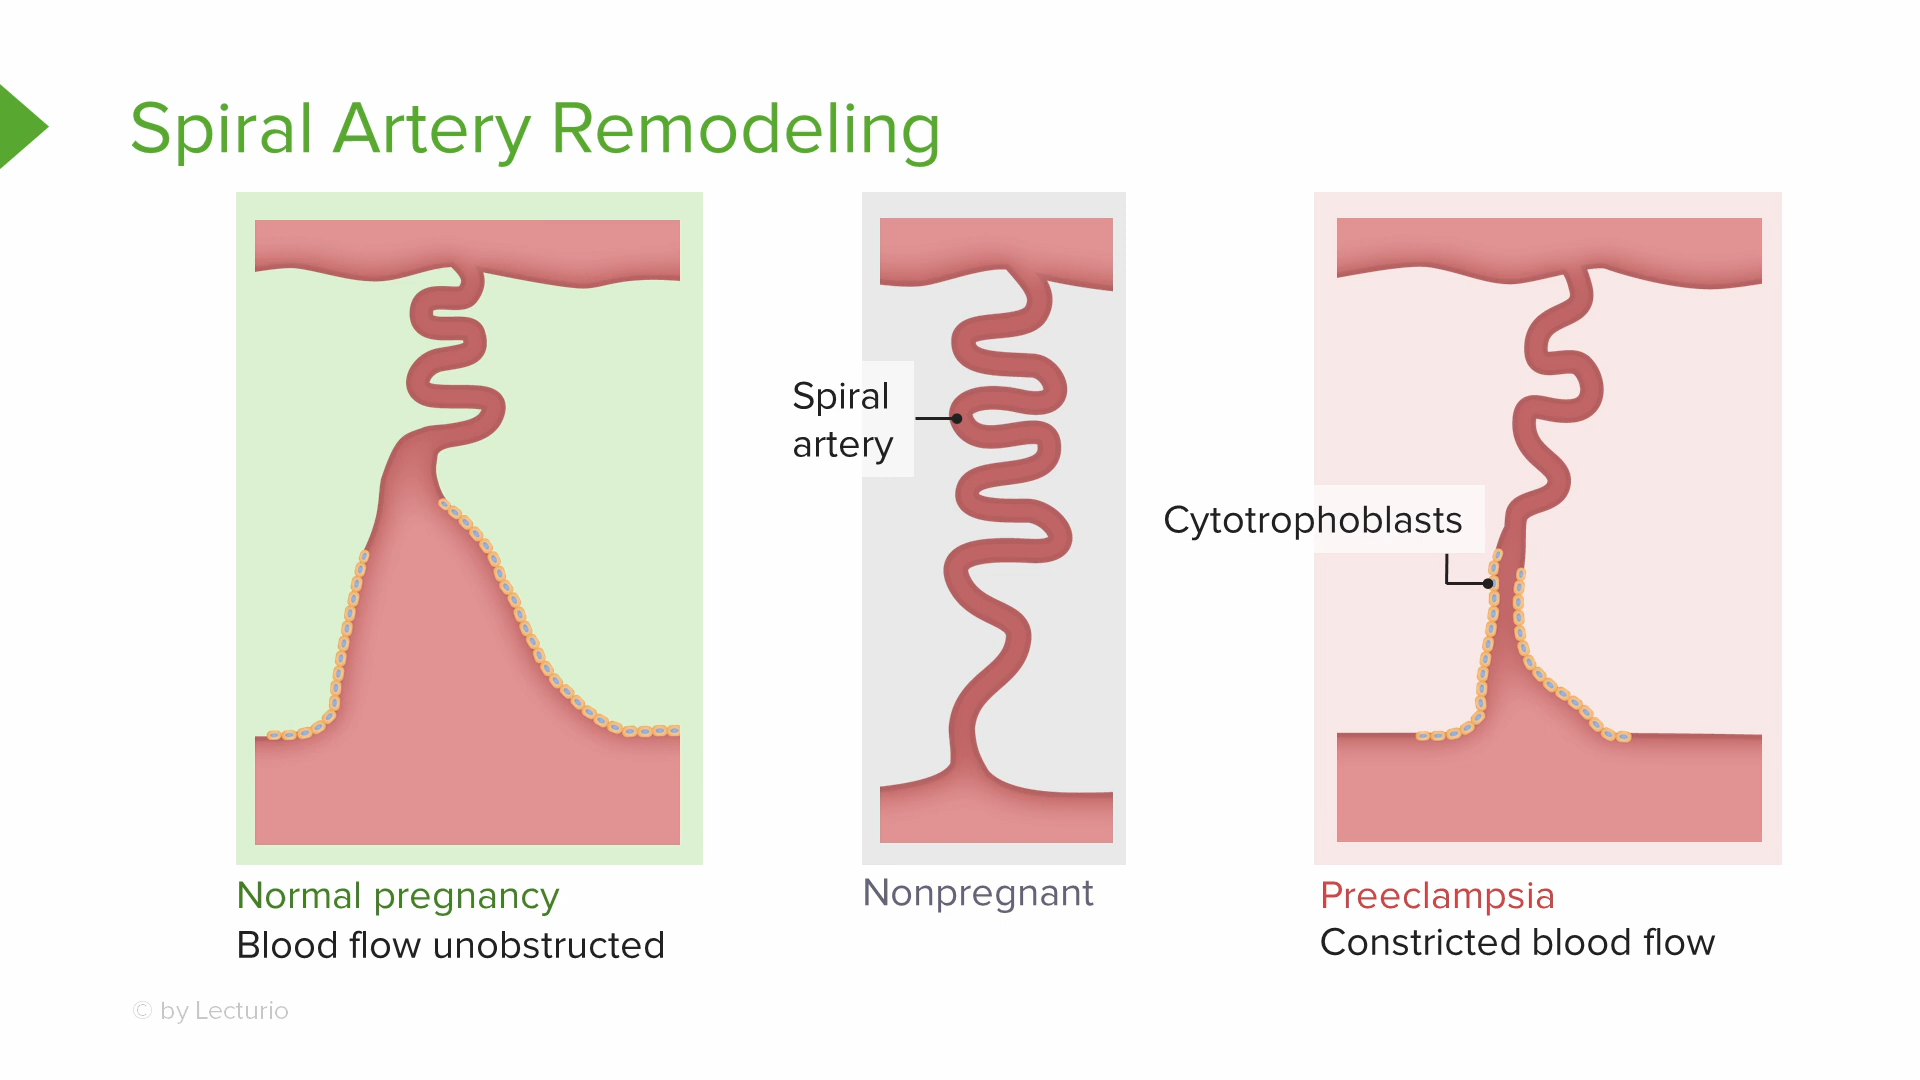 Spiral Artery Remodeling
Spiral
artery
Cytotrophoblasts
Normal pregnancy
Blood flow unobstructed
Nonpregnant
Preeclampsia
Constricted blood flow
© by Lecturio